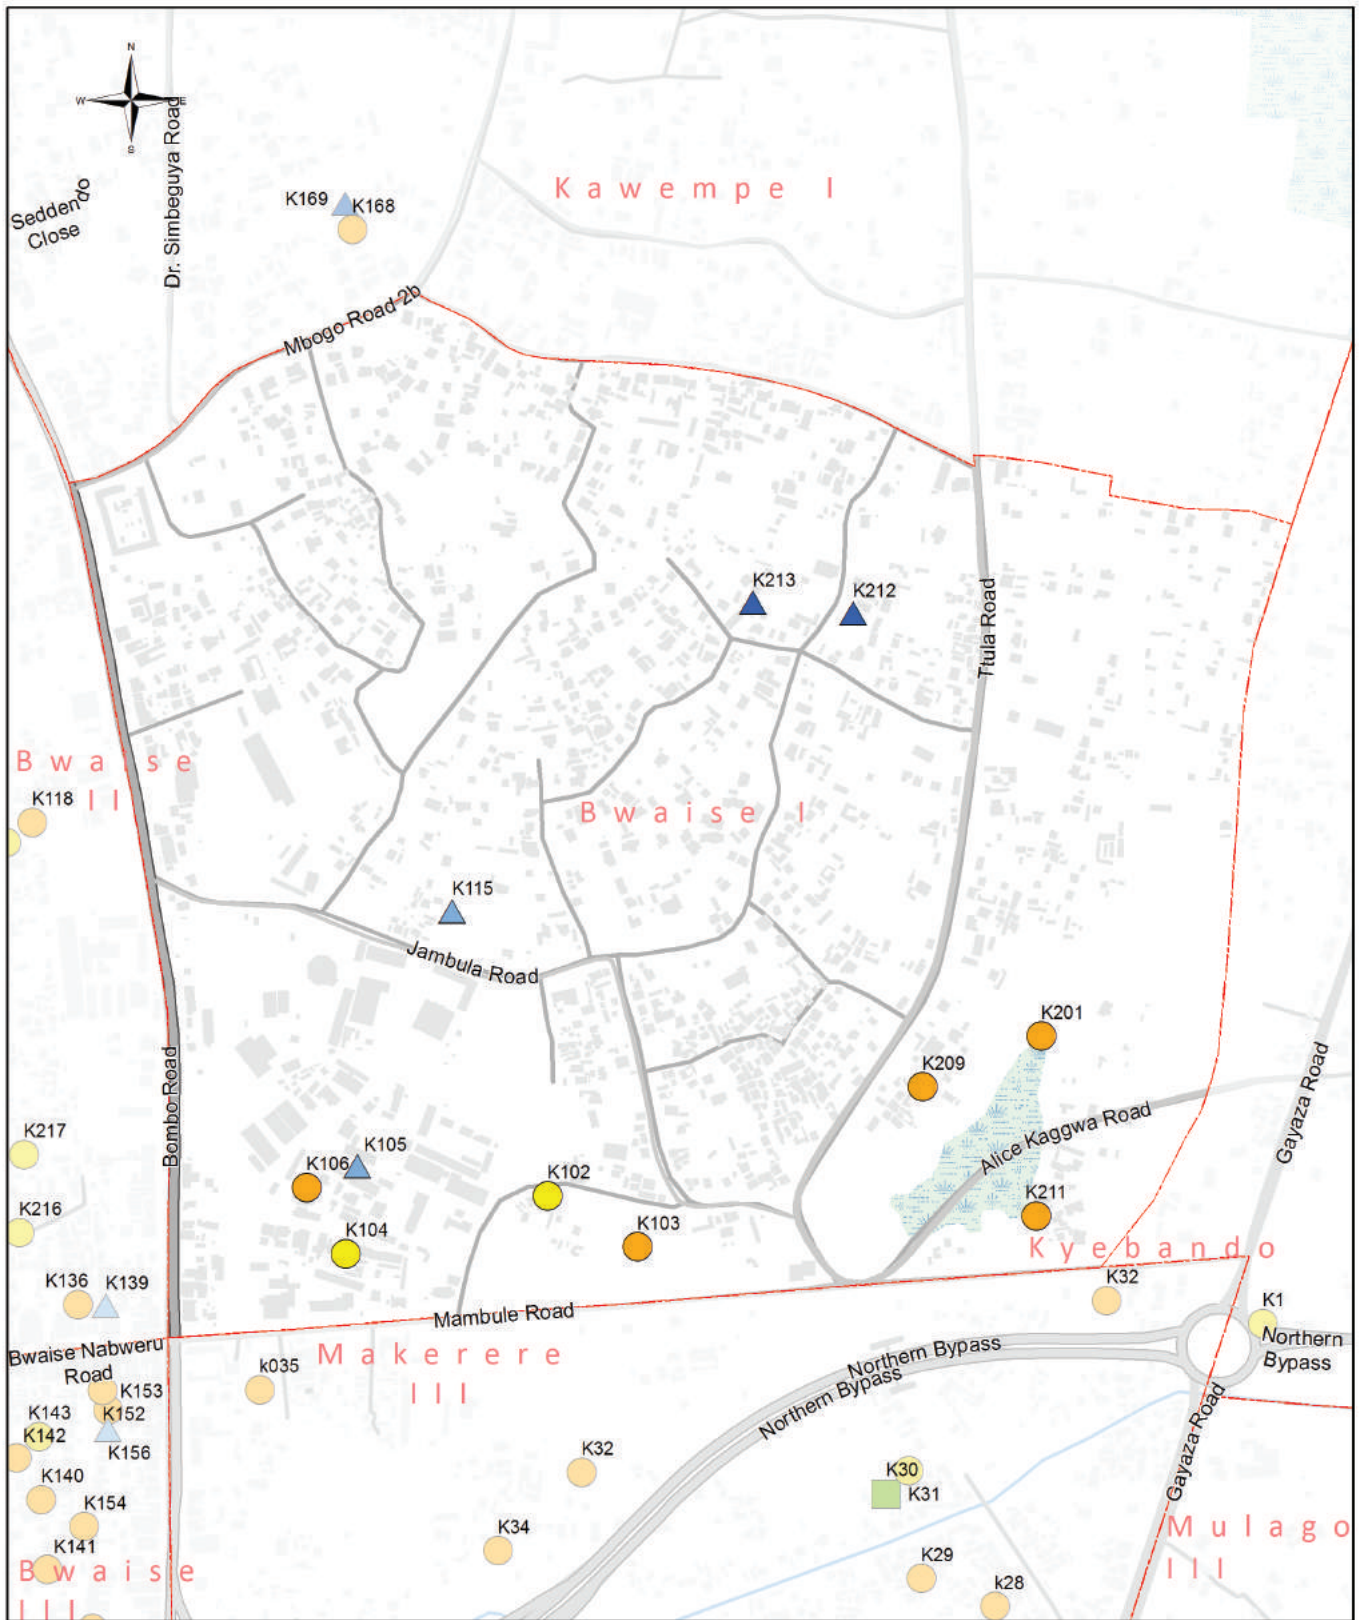 N
W
E
S
Dr. Simbeguya Road
Seddendo
Close
K169
K168
Kawempe I
Mbogo Road 2b
K213
K212
Ttula Road
Bwaise
II
K118
Bwaise I
K115
Jambula Road
K201
K209
Bombo Road
Gayaza Road
Alice Kaggwa Road
K217
K105
K106
K102
K216
K104
K103
K211
Kyebando
K136
K139
K32
K1
Mambule Road
Northern
Bypass
Bwaise Nabweru
Road
Makerere
III
k035
Northern Bypass
Northern Bypass
K153
K152
K143
K142
K156
Gayaza Road
K32
K30
K31
K140
K154
K34
Mulago
III
K141
Bwaise
III
K29
k28